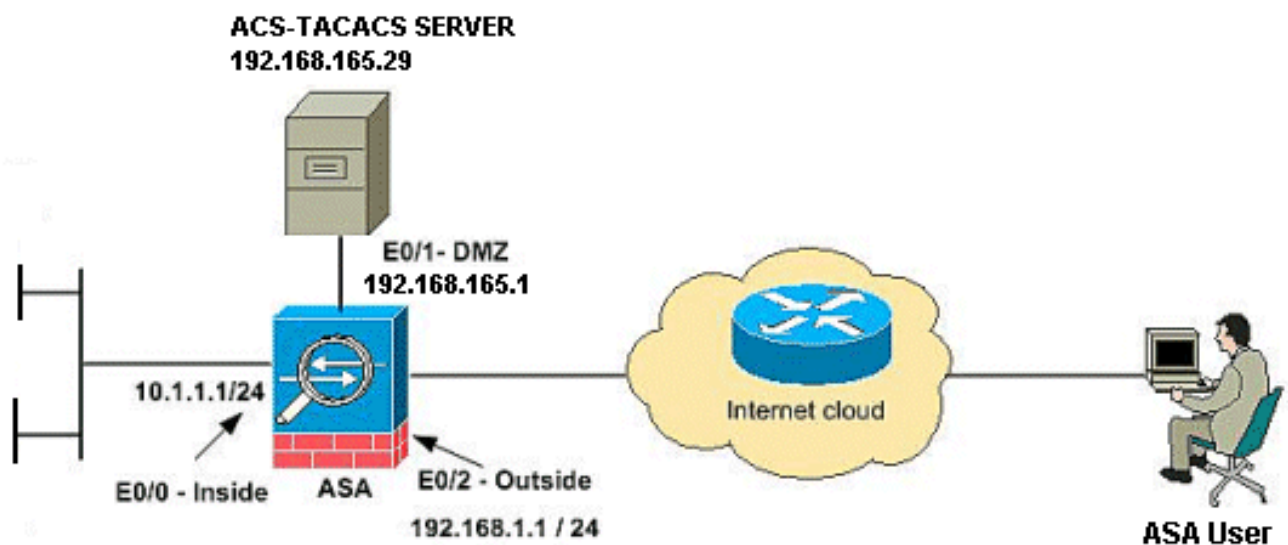 ACS-TACACS SERVER
192.168.165.29
E0/1- DMZ
192.168.165.1
10.1.1.1/24
E0/0 - Inside
ASA
E0/2 - Outside
192.168.1.1 / 24
Internet cloud
ASA User